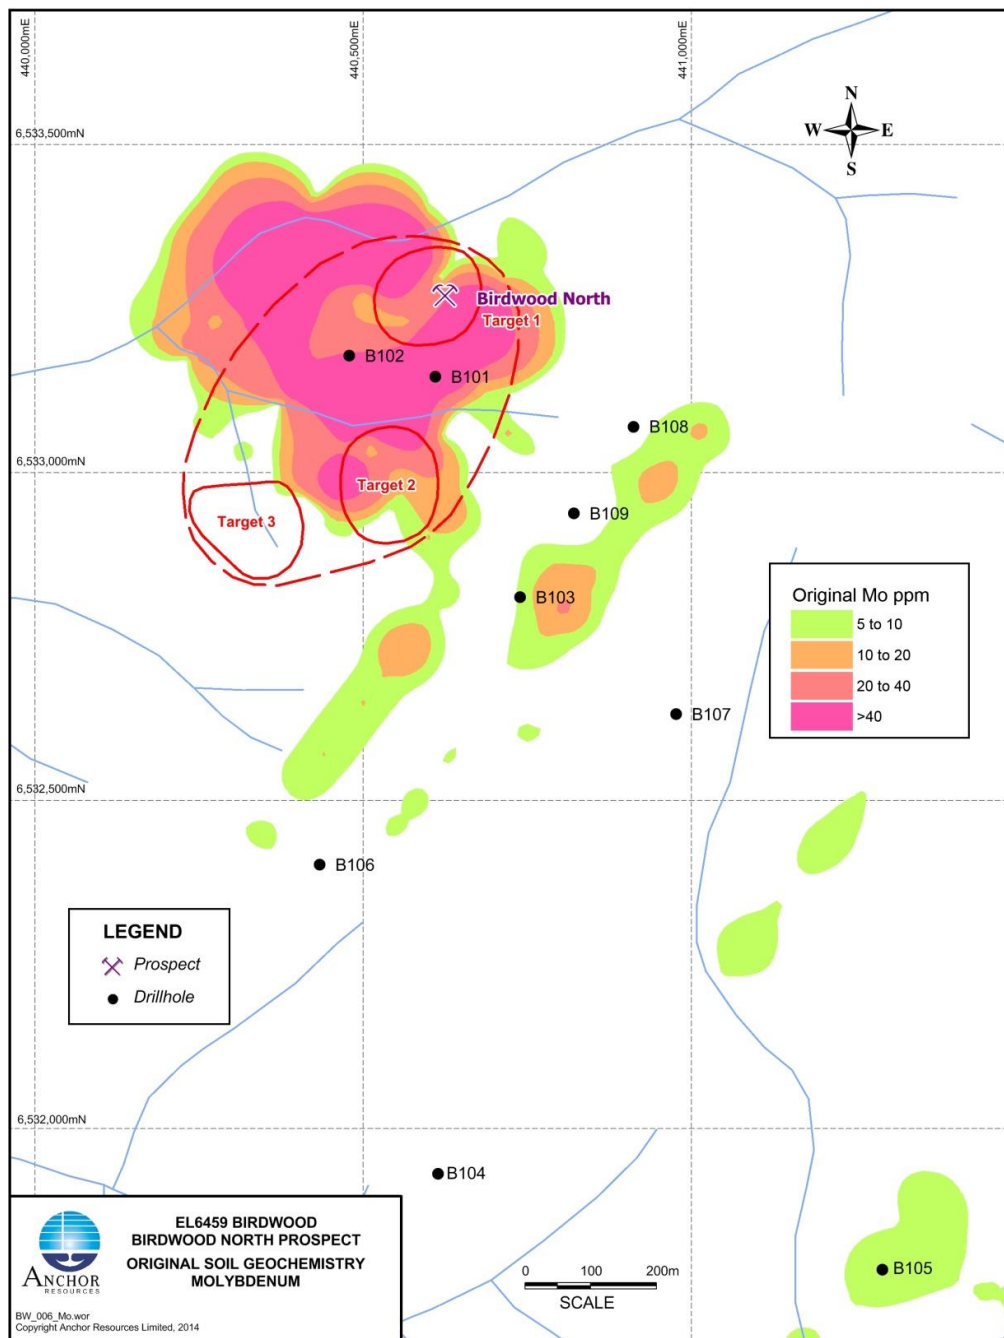 440,000mE
440,500mE
441,000mE
N
W E
S
6,533,500mN
Birdwood North
Target 1
B102
B101
B108
6,533,000mN
Target 2
B109
Target 3
B103
Original Mo ppm
5 to 10
10 to 20
20 to 40
>40
B107
6,532,500mN
B106
LEGEND
Prospect
Drillhole
6,532,000mN
B104
B105
EL6459 BIRDWOOD
BIRDWOOD NORTH PROSPECT
ORIGINAL SOIL GEOCHEMISTRY
MOLYBDENUM
ANCHOR
RESOURCES
0 100 200m
SCALE
BW_006_Mo.wor
Copyright Anchor Resources Limited, 2014